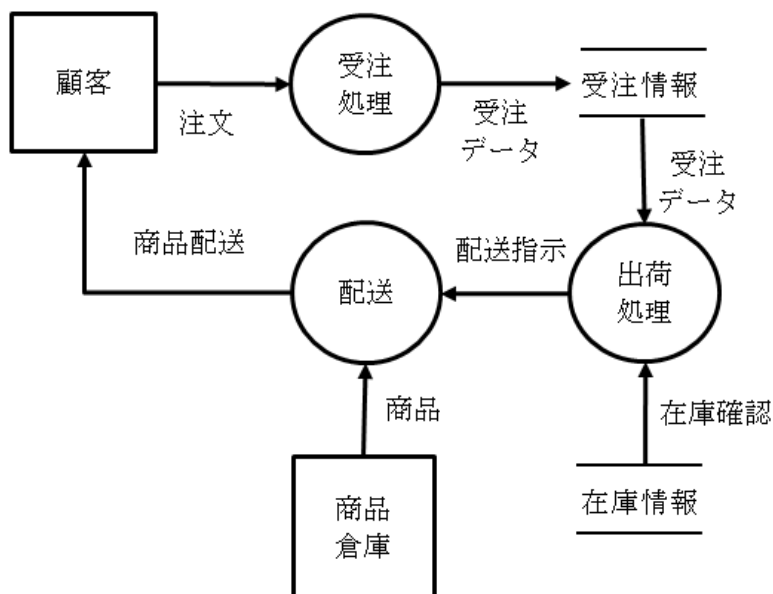 顧客
注文
受注
処理
受注
データ
受注情報
受注
データ
商品配送
配送
配送指示
出荷
処理
商品
在庫確認
商品
倉庫
在庫情報